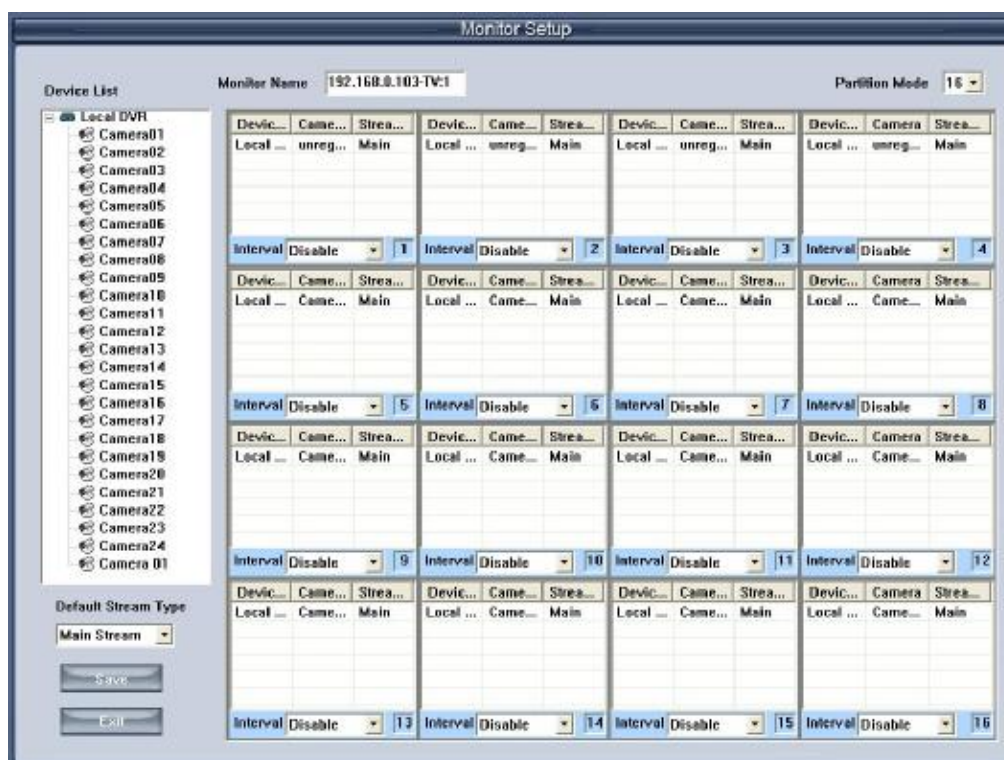 Monitor Setup
Device List
Monitor Name 192.168.0.103-TV:1
Partition Mode 16
Local DVR
Camera01
Camera02
Camera03
Camera04
Camera05
Camera06
Camera07
Camera08
Camera09
Camera10
Camera11
Camera12
Camera13
Camera14
Camera15
Camera16
Camera17
Camera18
Camera19
Camera20
Camera21
Camera22
Camera23
Camera24
Camera 01
Default Stream Type
Main Stream
Save
Exit
Devic... Came... Strea... Devic... Came... Strea... Devic... Came... Strea... Devic... Camera Strea...
Local ... unreg... Main Local ... unreg... Main Local ... unreg... Main Local ... unreg... Main
Interval Disable 1 Interval Disable 2 Interval Disable 3 Interval Disable 4
Devic... Came... Strea... Devic... Came... Strea... Devic... Came... Strea... Devic... Camera Strea...
Local ... Came... Main Local ... Came... Main Local ... Came... Main Local ... Came... Main
Interval Disable 5 Interval Disable 6 Interval Disable 7 Interval Disable 8
Devic... Came... Strea... Devic... Came... Strea... Devic... Came... Strea... Devic... Camera Strea...
Local ... Came... Main Local ... Came... Main Local ... Came... Main Local ... Came... Main
Interval Disable 9 Interval Disable 10 Interval Disable 11 Interval Disable 12
Devic... Came... Strea... Devic... Came... Strea... Devic... Came... Strea... Devic... Camera Strea...
Local ... Came... Main Local ... Came... Main Local ... Came... Main Local ... Came... Main
Interval Disable 13 Interval Disable 14 Interval Disable 15 Interval Disable 16